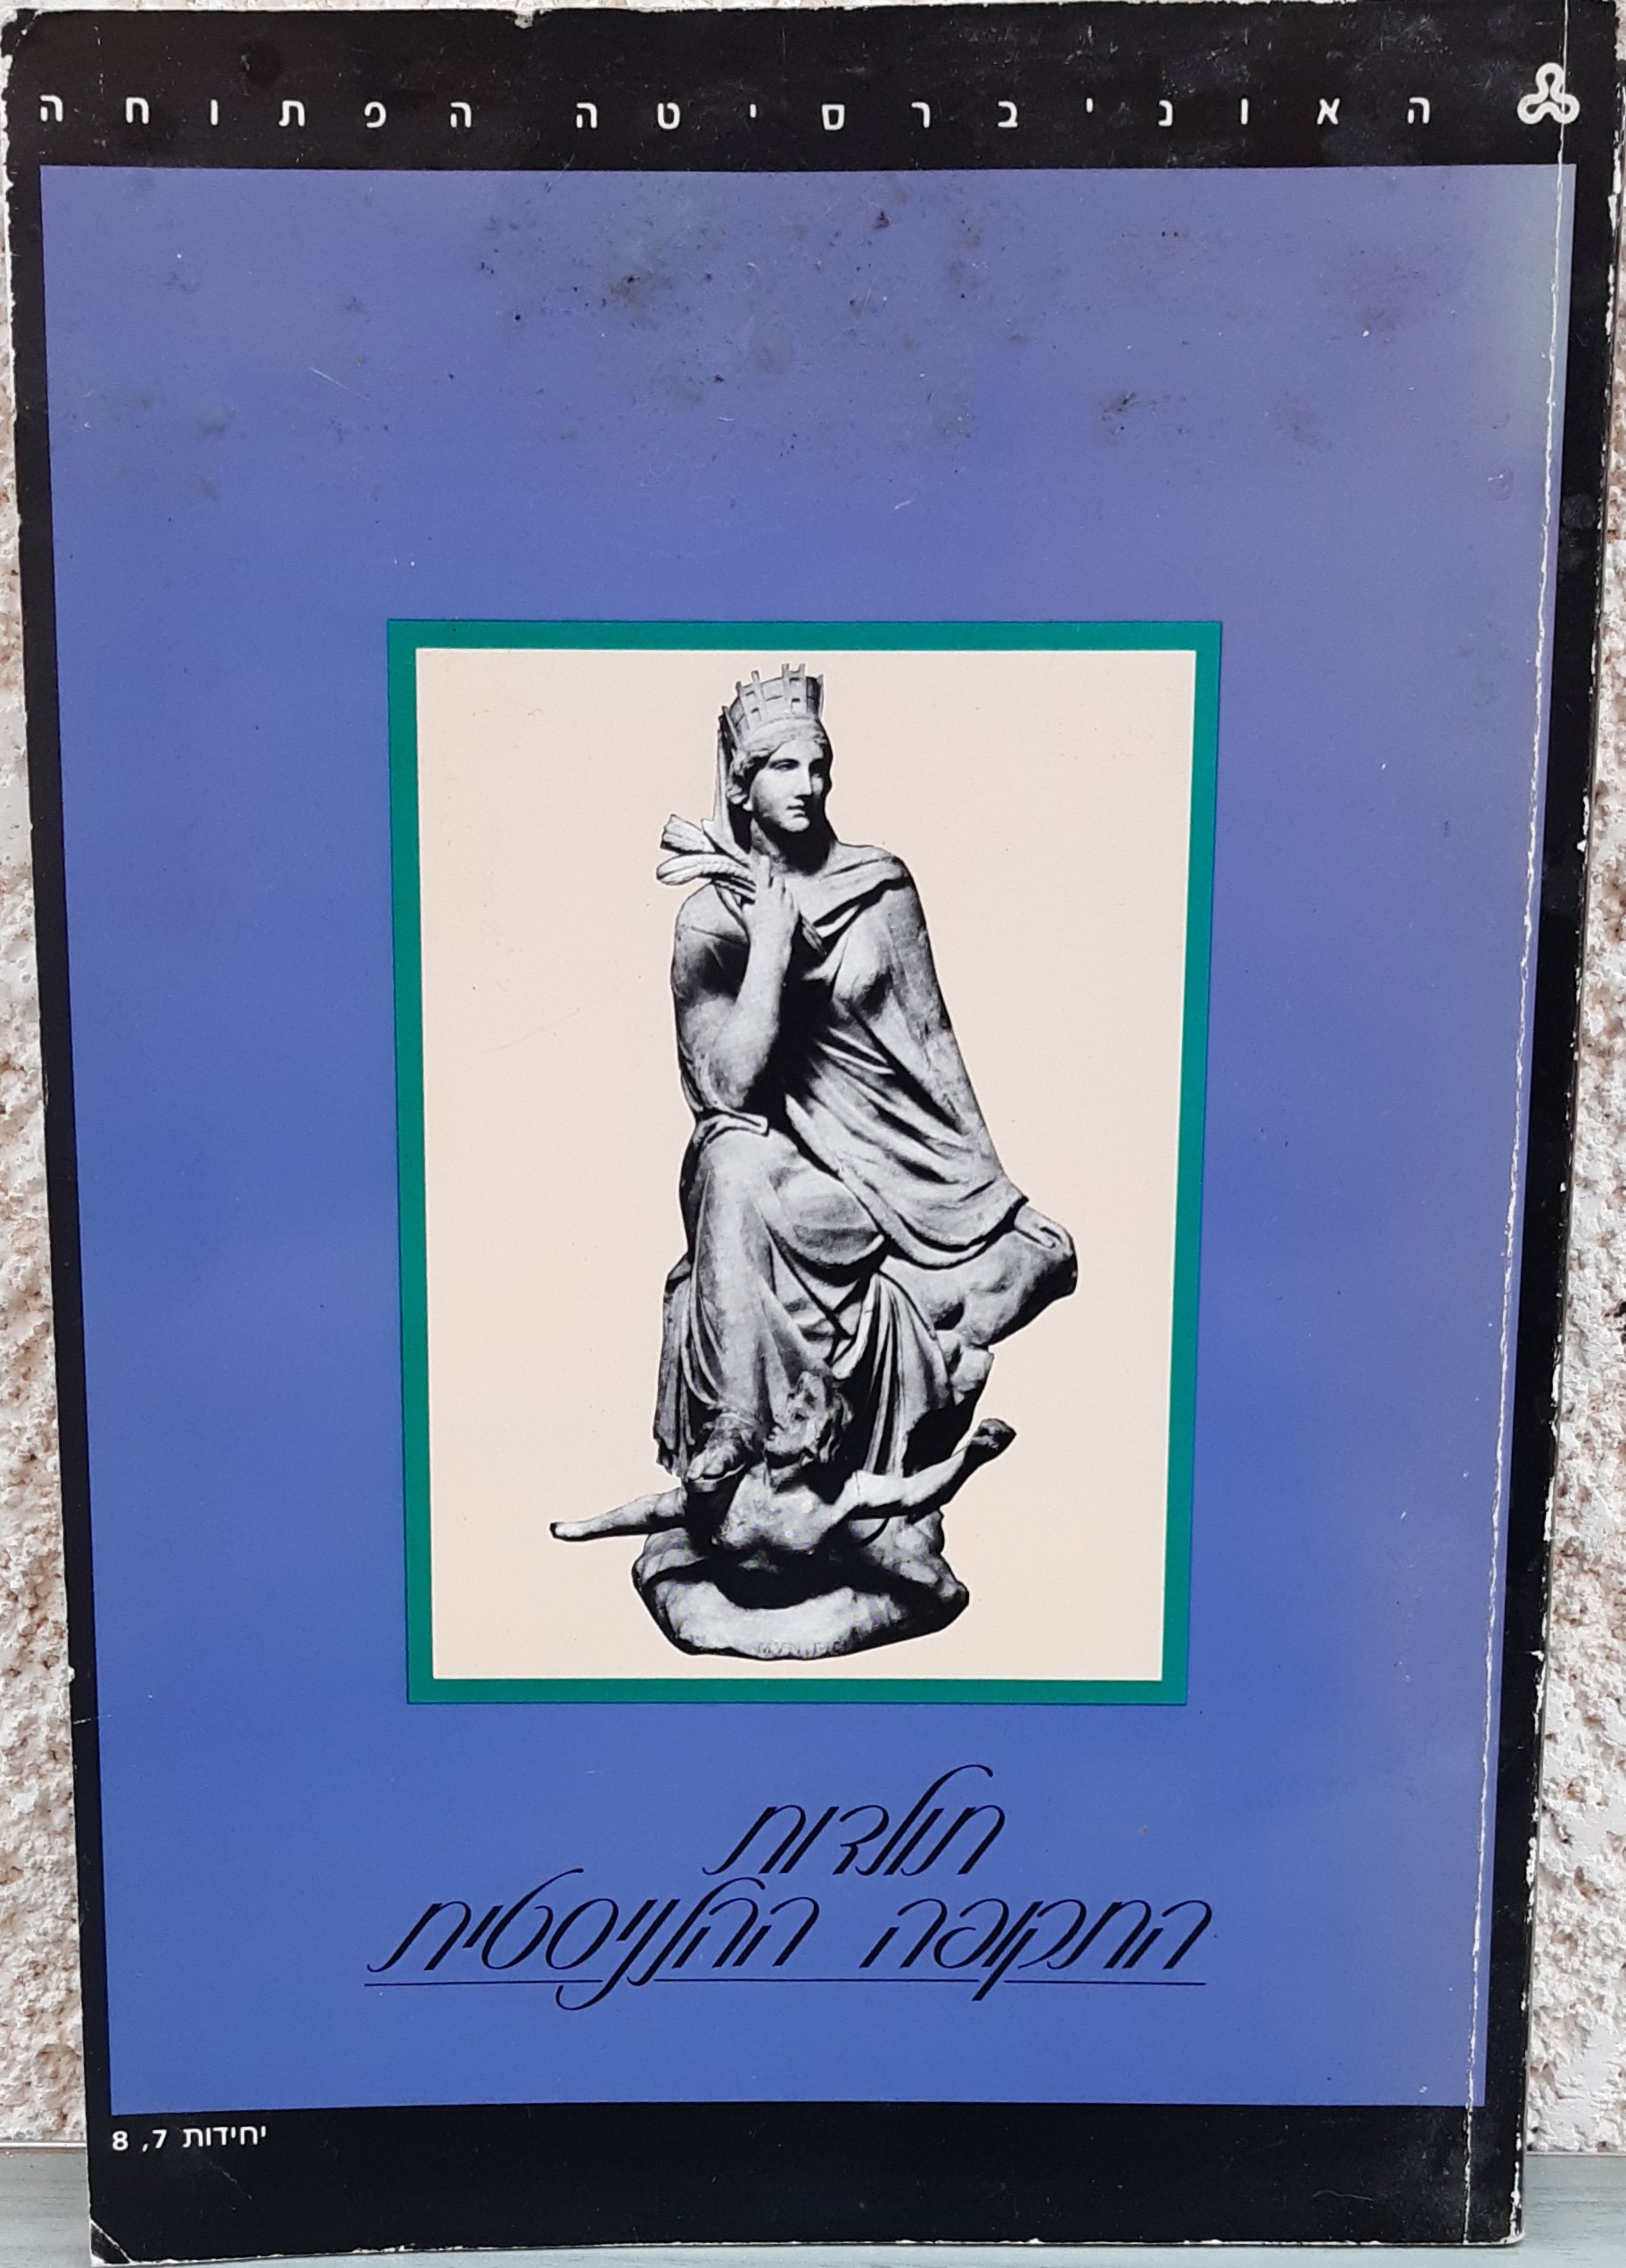 האוניברסיטה הפתוחה
תולדות
התקופה ההלניסטית
יחידות 7, 8